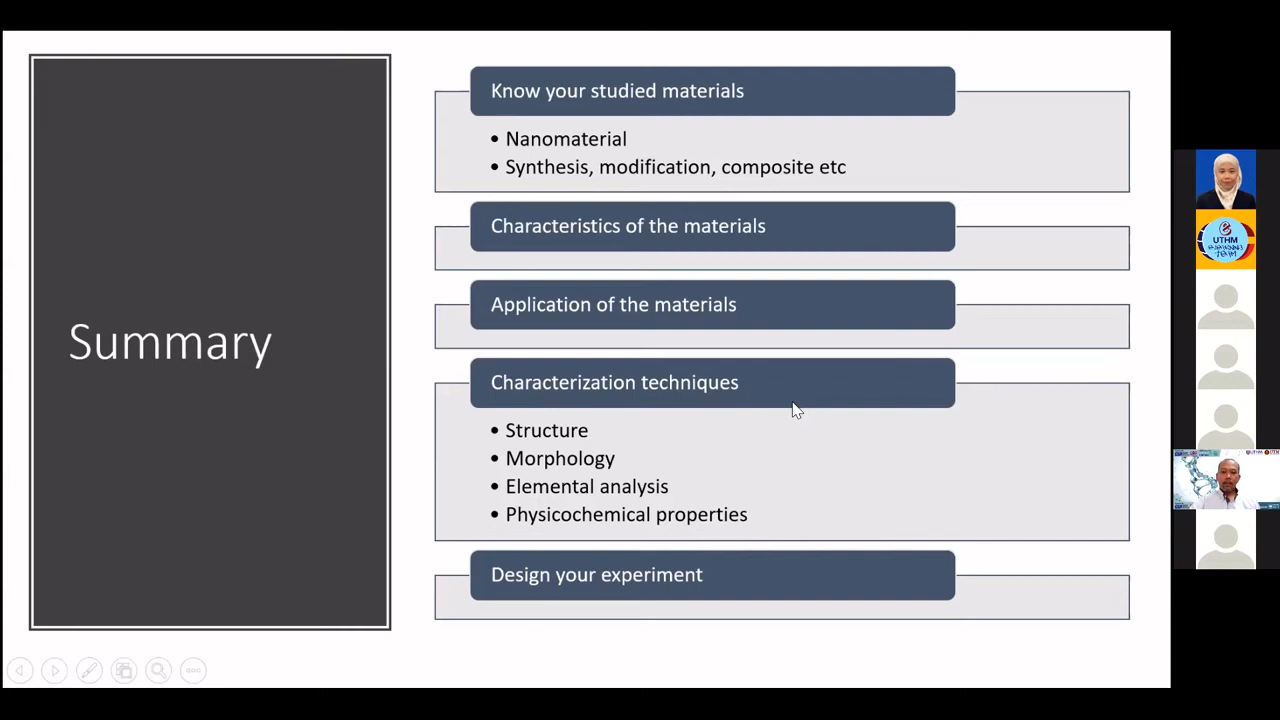 Summary
Know your studied materials
• Nanomaterial
• Synthesis, modification, composite etc
Characteristics of the materials
Application of the materials
Characterization techniques
• Structure
• Morphology
• Elemental analysis
• Physicochemical properties
Design your experiment
UTHM